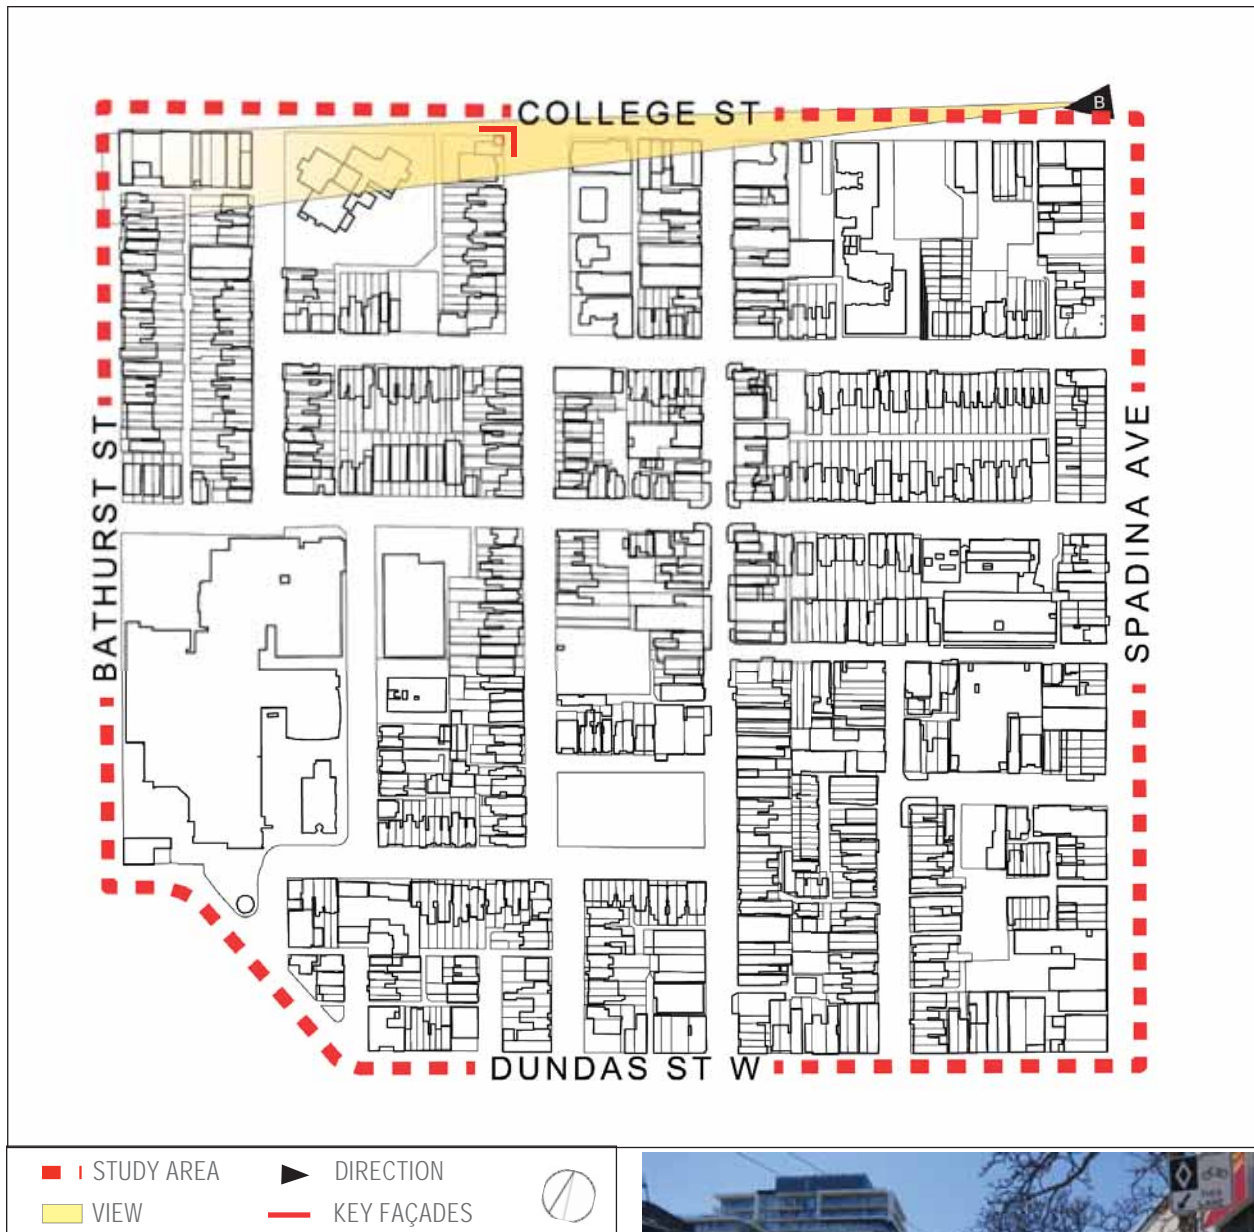 COLLEGE ST
B
BATHURST ST
SPADINA AVE
DUNDAS ST W
STUDY AREA
DIRECTION
VIEW
KEY FAÇADES